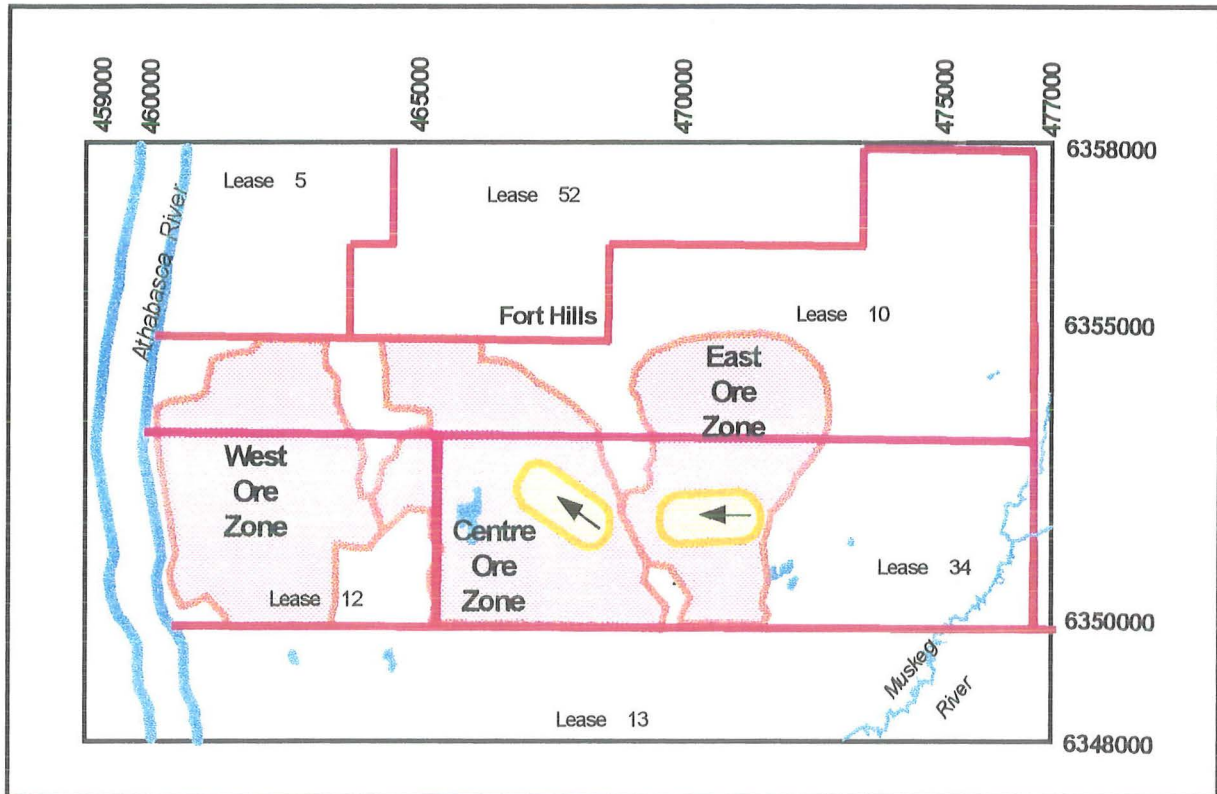 459000
460000
465000
470000
475000
477000
6358000
Lease 5
Lease 52
Athabasca River
Fort Hills
Lease 10
6355000
East
Ore
Zone
West
Ore
Zone
Centre
Ore
Zone
Lease 34
Lease 12
6350000
Muskeg
River
Lease 13
6348000